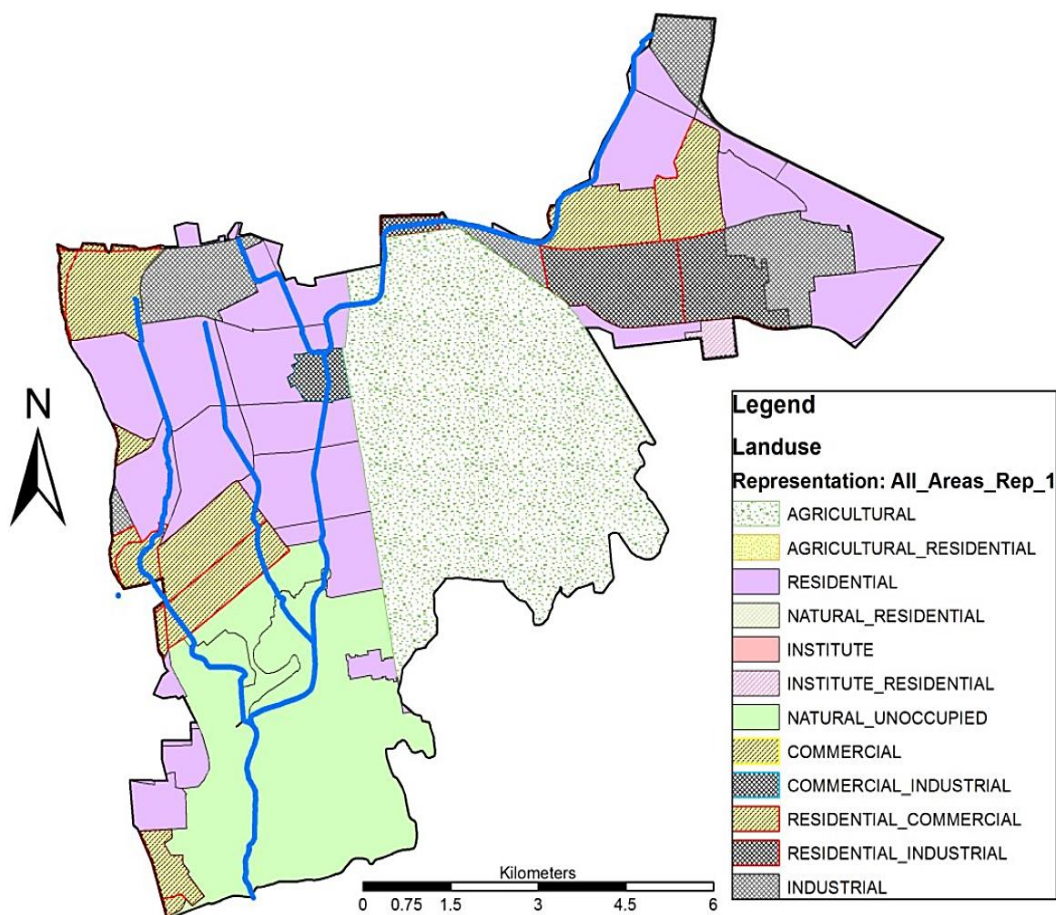 N
Legend
Landuse
Representation: All_Areas_Rep_1
AGRICULTURAL
AGRICULTURAL_RESIDENTIAL
RESIDENTIAL
NATURAL_RESIDENTIAL
INSTITUTE
INSTITUTE_RESIDENTIAL
NATURAL_UNOCCUPIED
COMMERCIAL
COMMERCIAL_INDUSTRIAL
RESIDENTIAL_COMMERCIAL
RESIDENTIAL_INDUSTRIAL
INDUSTRIAL
Kilometers
0 0.75 1.5 3 4.5 6